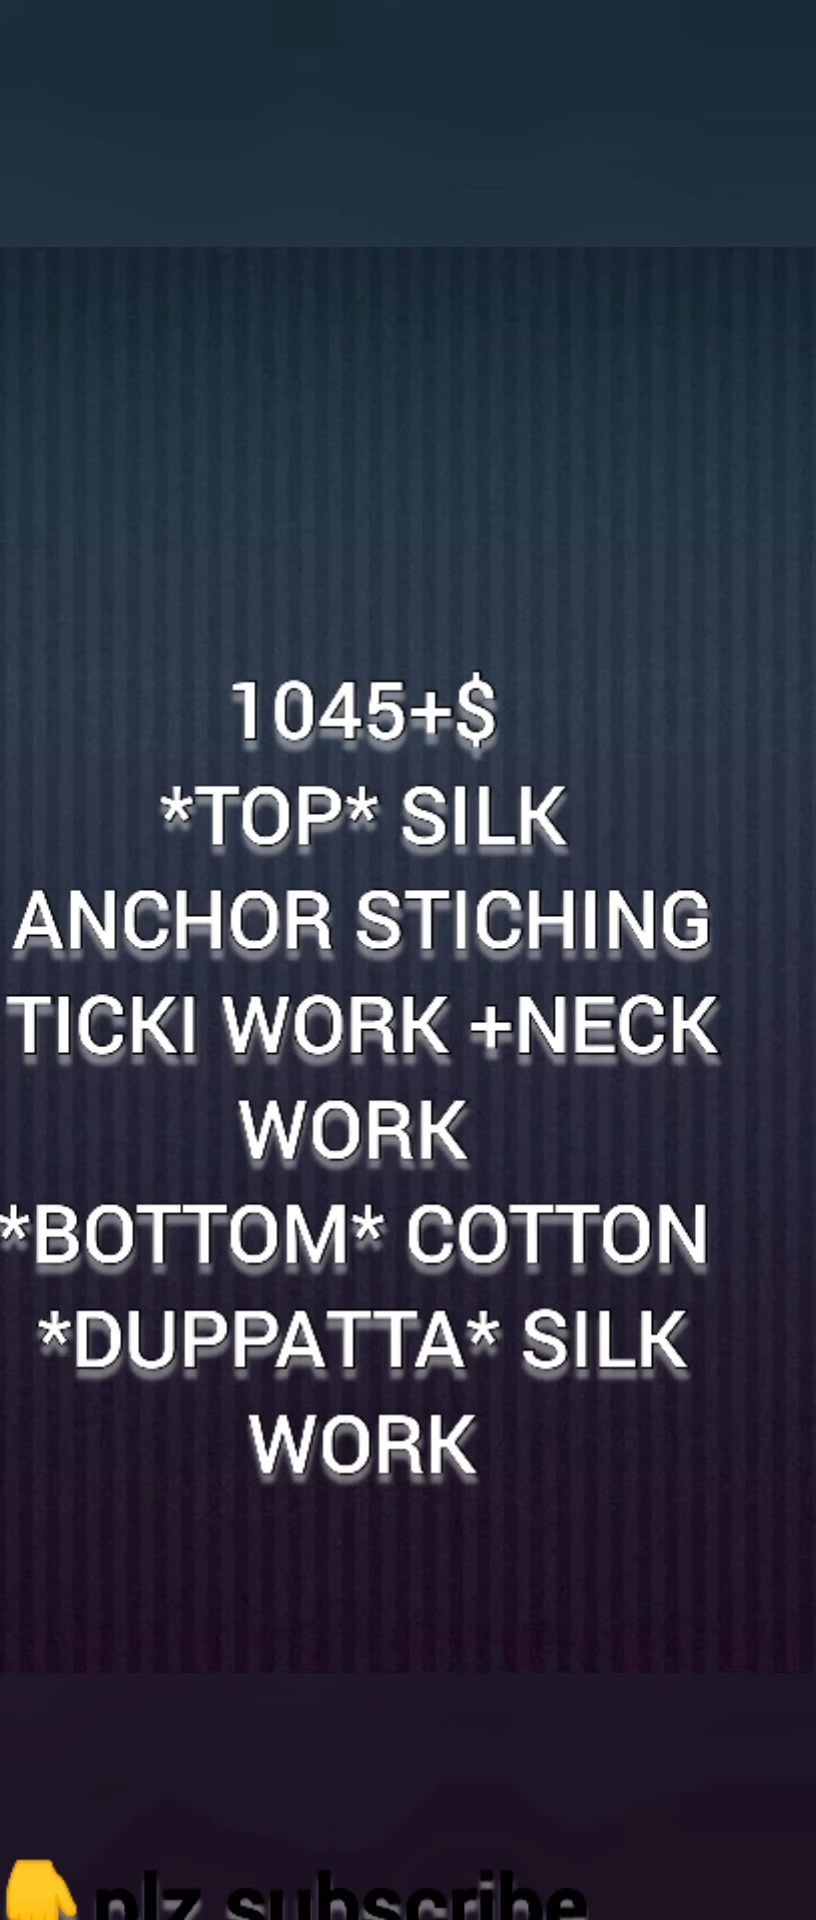 1045+$
*TOP* SILK
ANCHOR STICHING
TICKI WORK +NECK
WORK
*BOTTOM* COTTON
*DUPPATTA* SILK
WORK
👇 plz subscribe